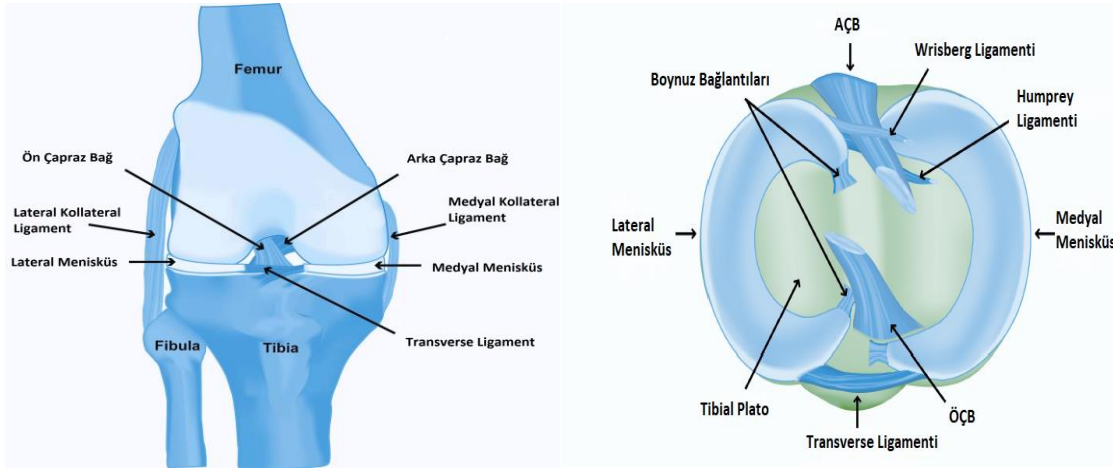 Femur
Ön Çapraz Bağ
Arka Çapraz Bağ
Lateral Kollateral
Ligament
Medyal Kollateral
Ligament
Lateral Menisküs
Medyal Menisküs
Transverse Ligament
Fibula
Tibia
AÇB
Wrisberg Ligamenti
Boynuz Bağlantıları
Humprey
Ligamenti
Lateral
Menisküs
Medyal
Menisküs
Tibial Plato
ÖÇB
Transverse Ligamenti